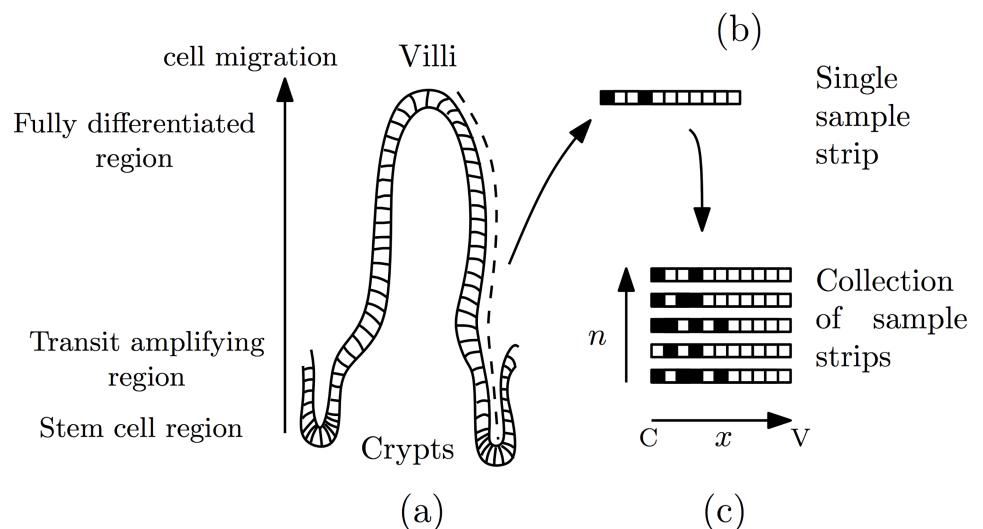 (b)
cell migration
Villi
Single
sample
strip
Fully differentiated
region
Collection
of sample
strips
n
Transit amplifying
region
Stem cell region
Crypts
C x V
(a)
(c)